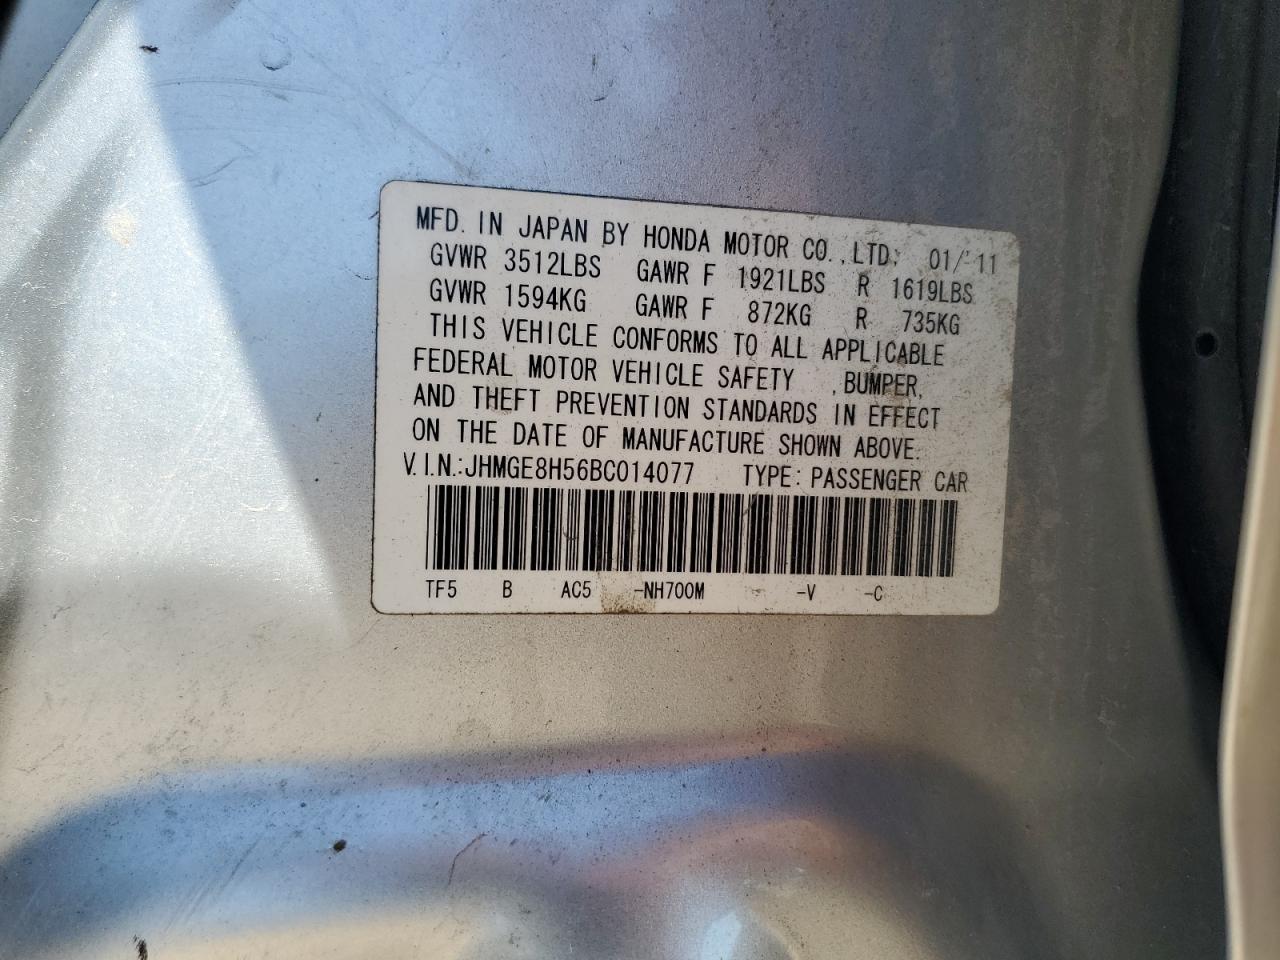 MFD. IN JAPAN BY HONDA MOTOR CO.,LTD. 01/'11
GVWR 3512LBS GAWR F 1921LBS R 1619LBS
GVWR 1594KG GAWR F 872KG R 735KG
THIS VEHICLE CONFORMS TO ALL APPLICABLE
FEDERAL MOTOR VEHICLE SAFETY ,BUMPER,
AND THEFT PREVENTION STANDARDS IN EFFECT
ON THE DATE OF MANUFACTURE SHOWN ABOVE.
V.I.N.:JHMGE8H56BC014077 TYPE: PASSENGER CAR
TF5 B AC5 -NH700M -V -C